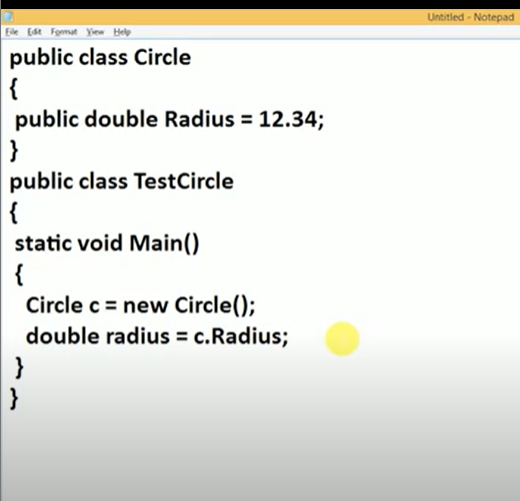 Untitled - Notepad
File Edit Format View Help
public class Circle
{
public double Radius = 12.34;
}
public class TestCircle
{
static void Main()
{
Circle c = new Circle();
double radius = c.Radius;
}
}